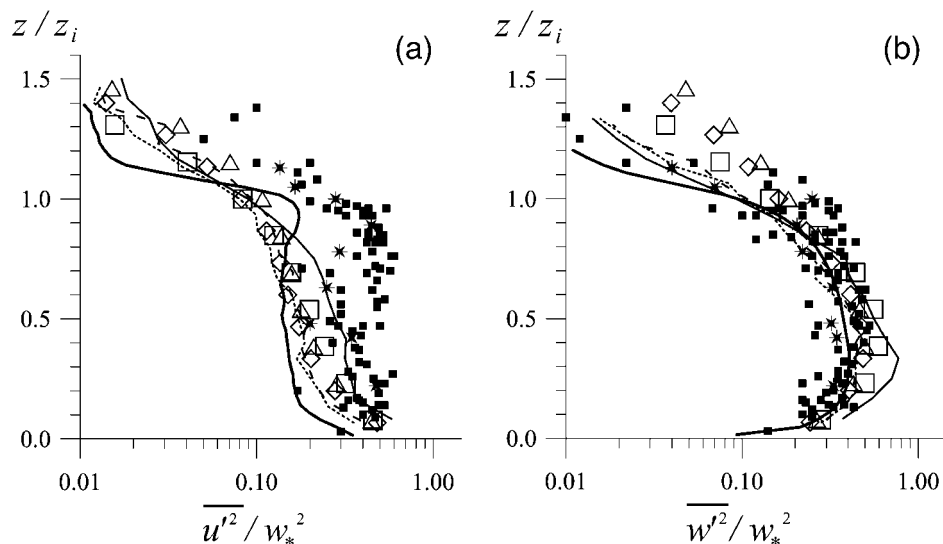 z / z_i
(a)
1.5
1.0
0.5
0.0
0.01 0.10 1.00
\overline{u'^2} / w_*^2
z / z_i
(b)
1.5
1.0
0.5
0.0
0.01 0.10 1.00
\overline{w'^2} / w_*^2